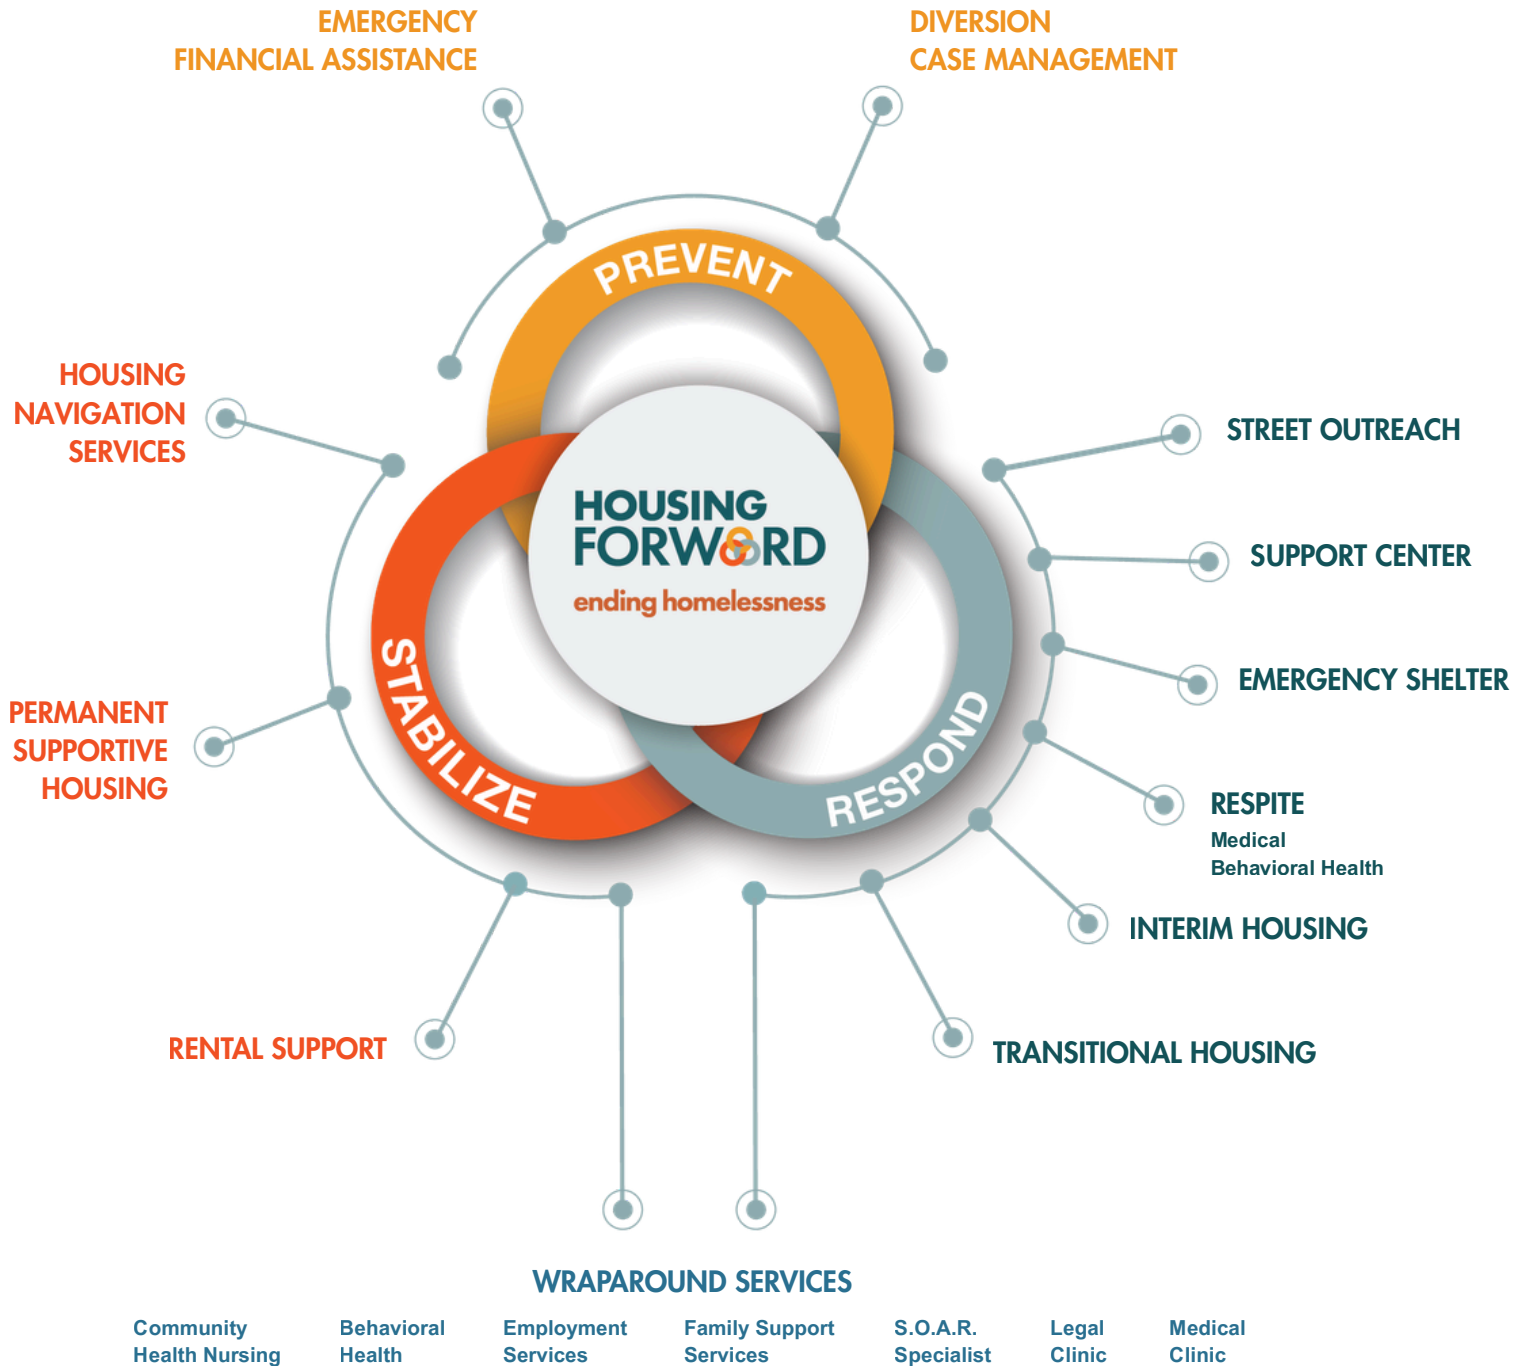 EMERGENCY
FINANCIAL ASSISTANCE
DIVERSION
CASE MANAGEMENT
PREVENT
HOUSING
NAVIGATION
SERVICES
STREET OUTREACH
SUPPORT CENTER
HOUSING
FORWARD
ending homelessness
EMERGENCY SHELTER
STABILIZE
RESPOND
PERMANENT
SUPPORTIVE
HOUSING
RESPITE
Medical
Behavioral Health
INTERIM HOUSING
RENTAL SUPPORT
TRANSITIONAL HOUSING
WRAPAROUND SERVICES
Community
Health Nursing
Behavioral
Health
Employment
Services
Family Support
Services
S.O.A.R.
Specialist
Legal
Clinic
Medical
Clinic